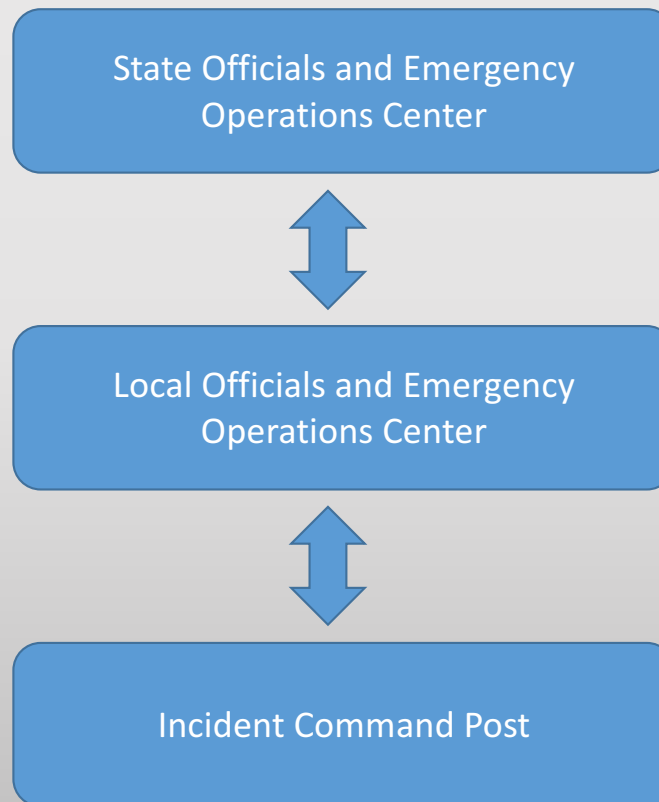 State Officials and Emergency
Operations Center
Local Officials and Emergency
Operations Center
Incident Command Post